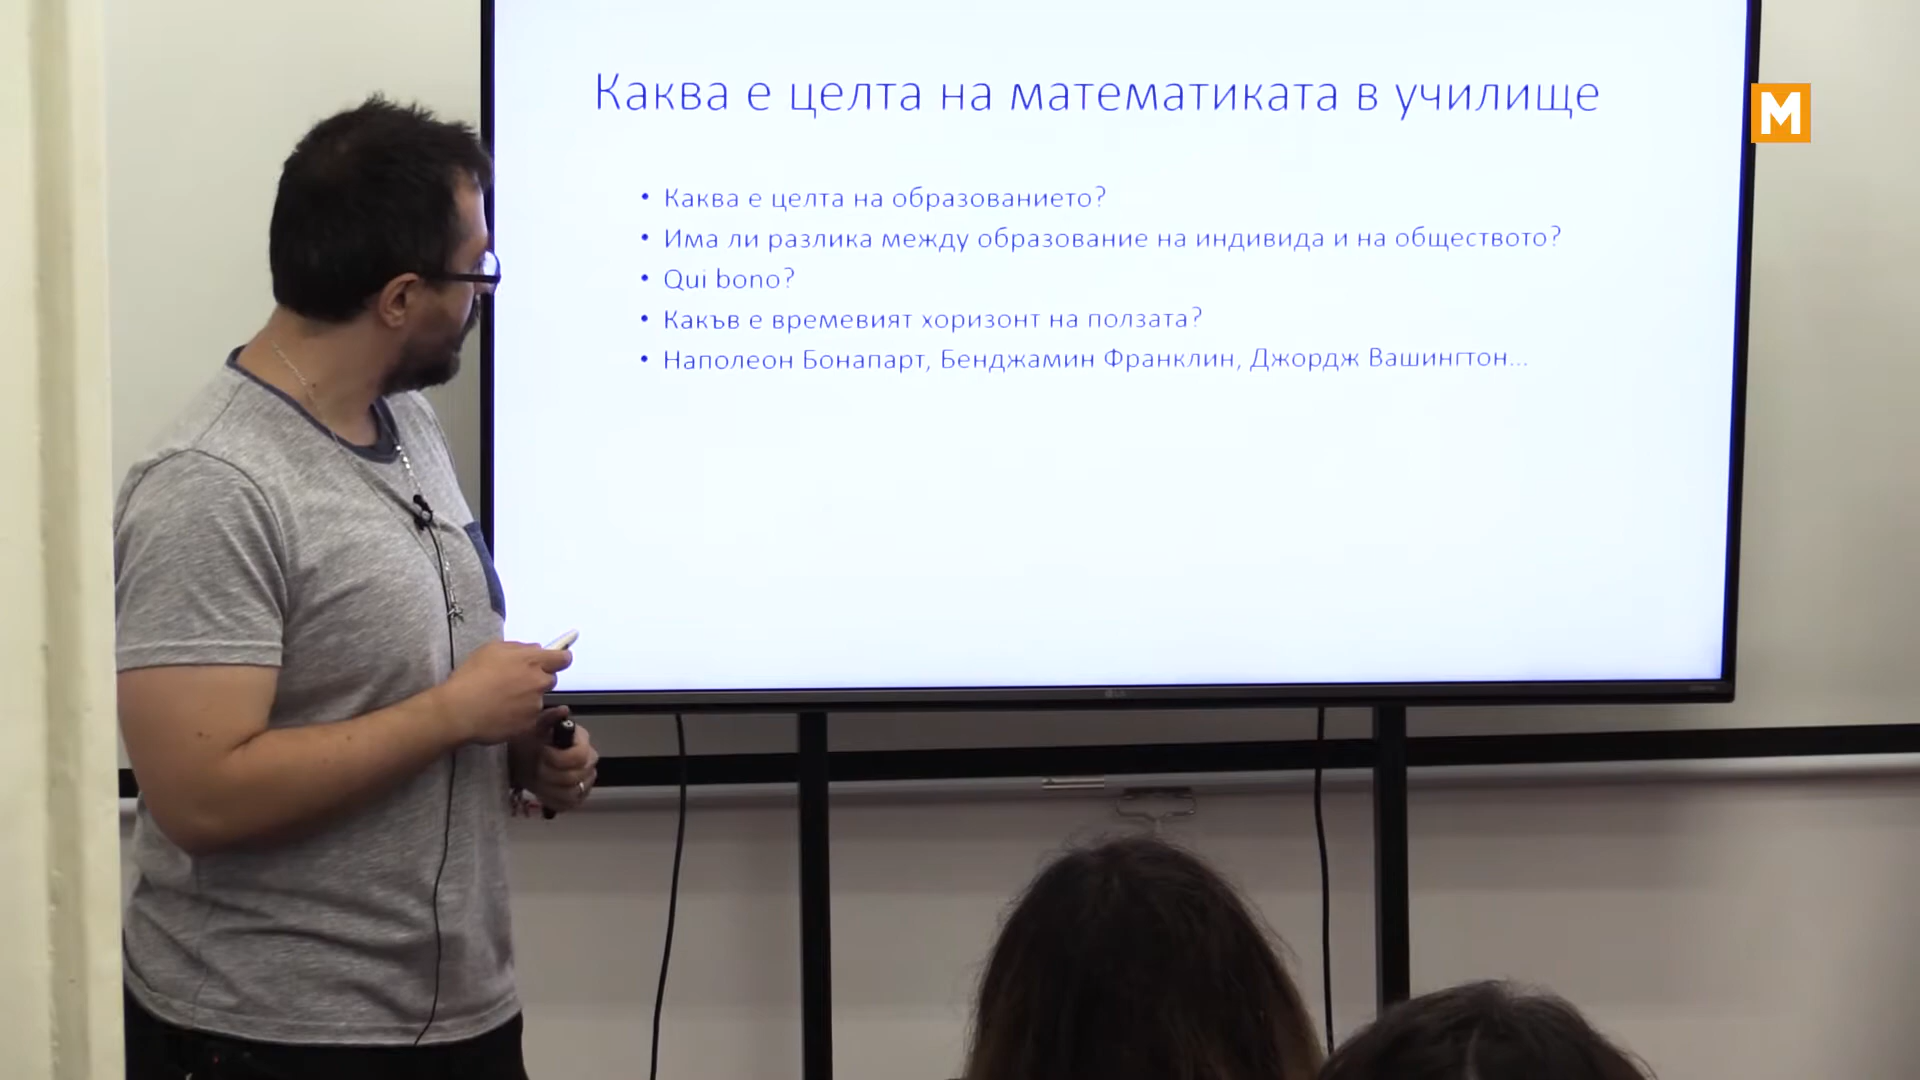 Каква е целта на математиката в училище
M
• Каква е целта на образованието?
• Има ли разлика между образование на индивида и на обществото?
• Qui bono?
• Какъв е времевият хоризонт на ползата?
• Наполеон Бонапарт, Бенджамин Франклин, Джордж Вашингтон...
LG